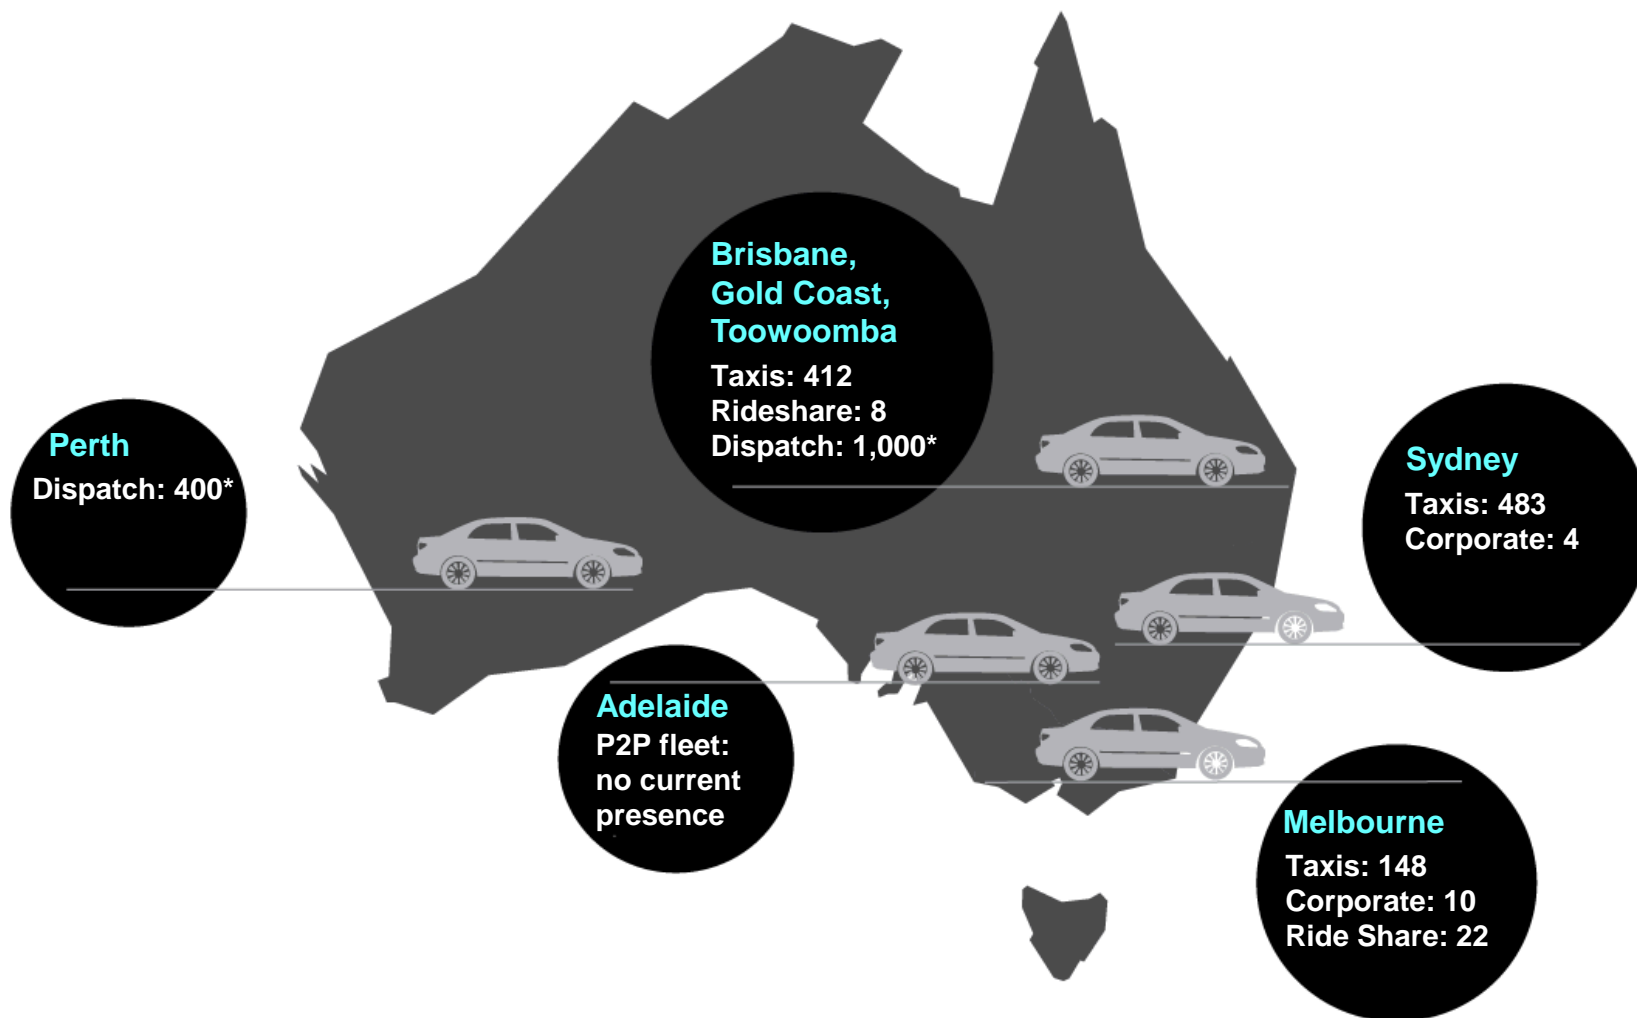 Brisbane,
Gold Coast,
Toowoomba
Taxis: 412
Rideshare: 8
Dispatch: 1,000*
Perth
Dispatch: 400*
Sydney
Taxis: 483
Corporate: 4
Adelaide
P2P fleet:
no current
presence
Melbourne
Taxis: 148
Corporate: 10
Ride Share: 22